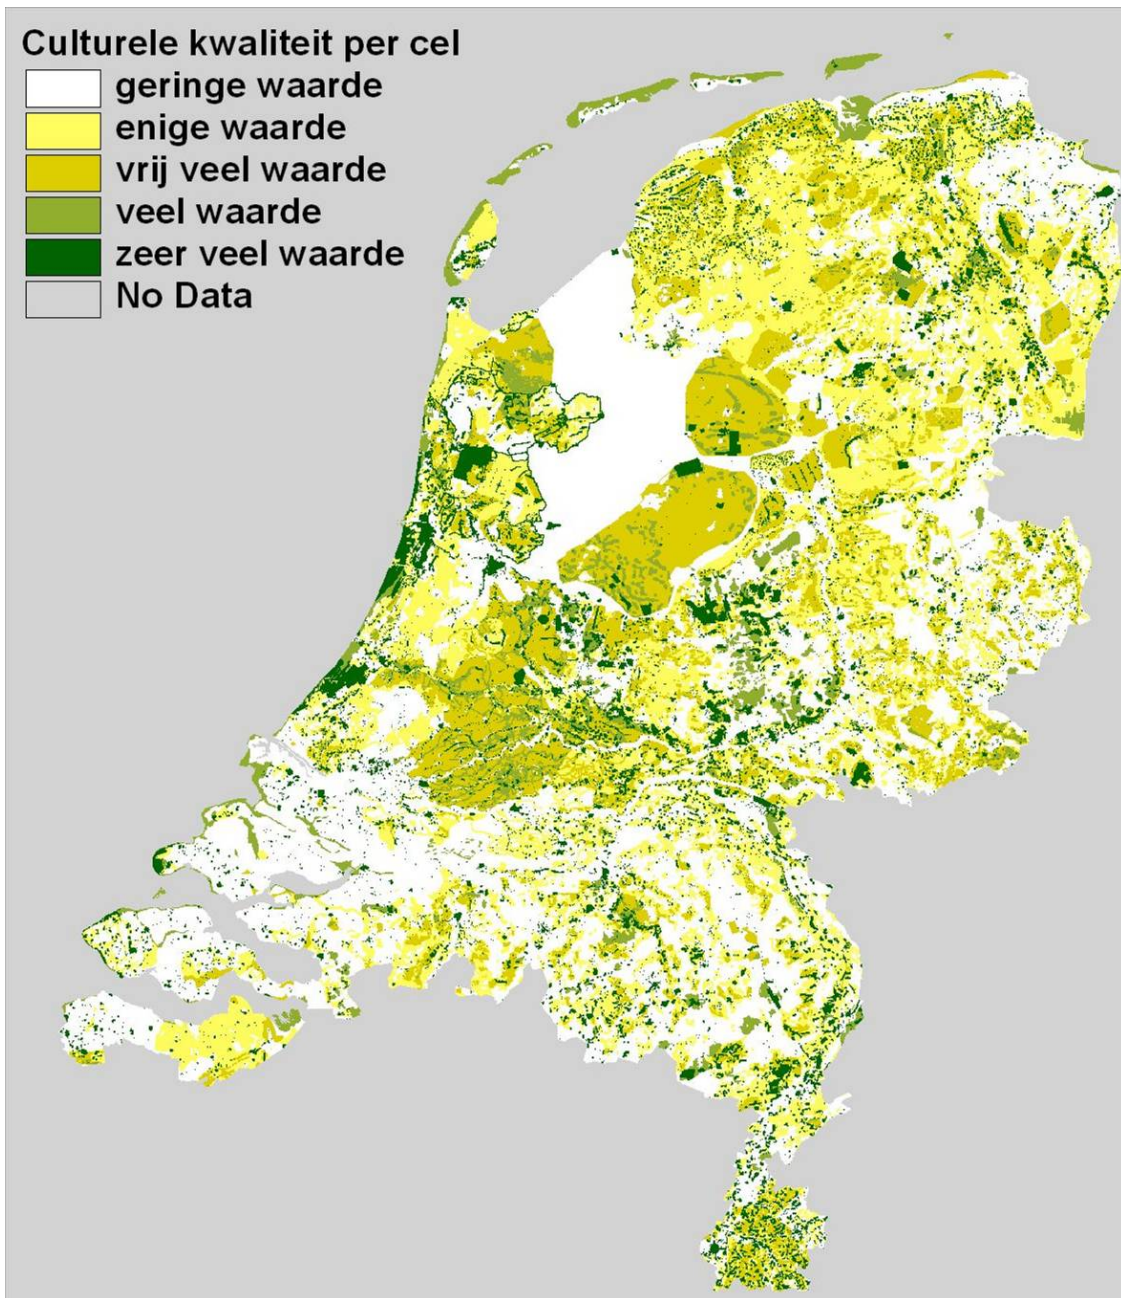 Culturele kwaliteit per cel
geringe waarde
enige waarde
vrij veel waarde
veel waarde
zeer veel waarde
No Data